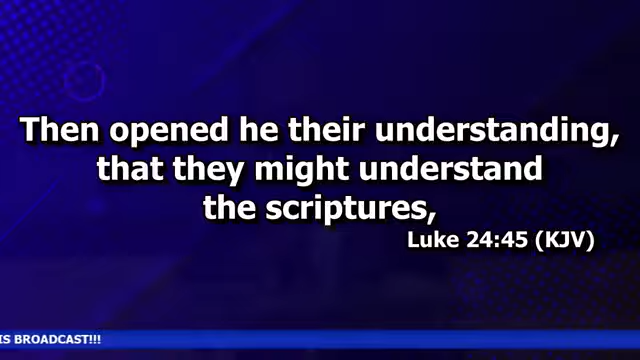 Then opened he their understanding,
that they might understand
the scriptures,
Luke 24:45 (KJV)
IS BROADCAST!!!